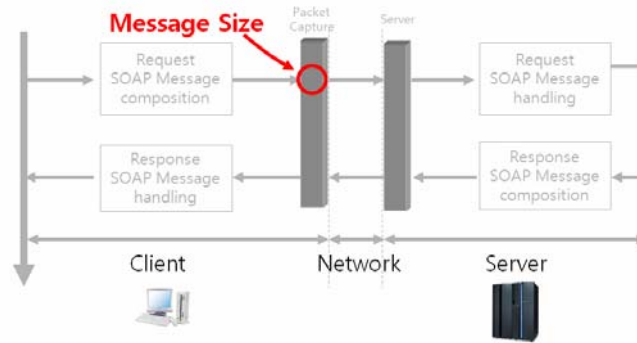 Message Size
Packet
Capture
Server
Request
SOAP Message
composition
Request
SOAP Message
handling
Response
SOAP Message
handling
Response
SOAP Message
composition
Client
Network
Server